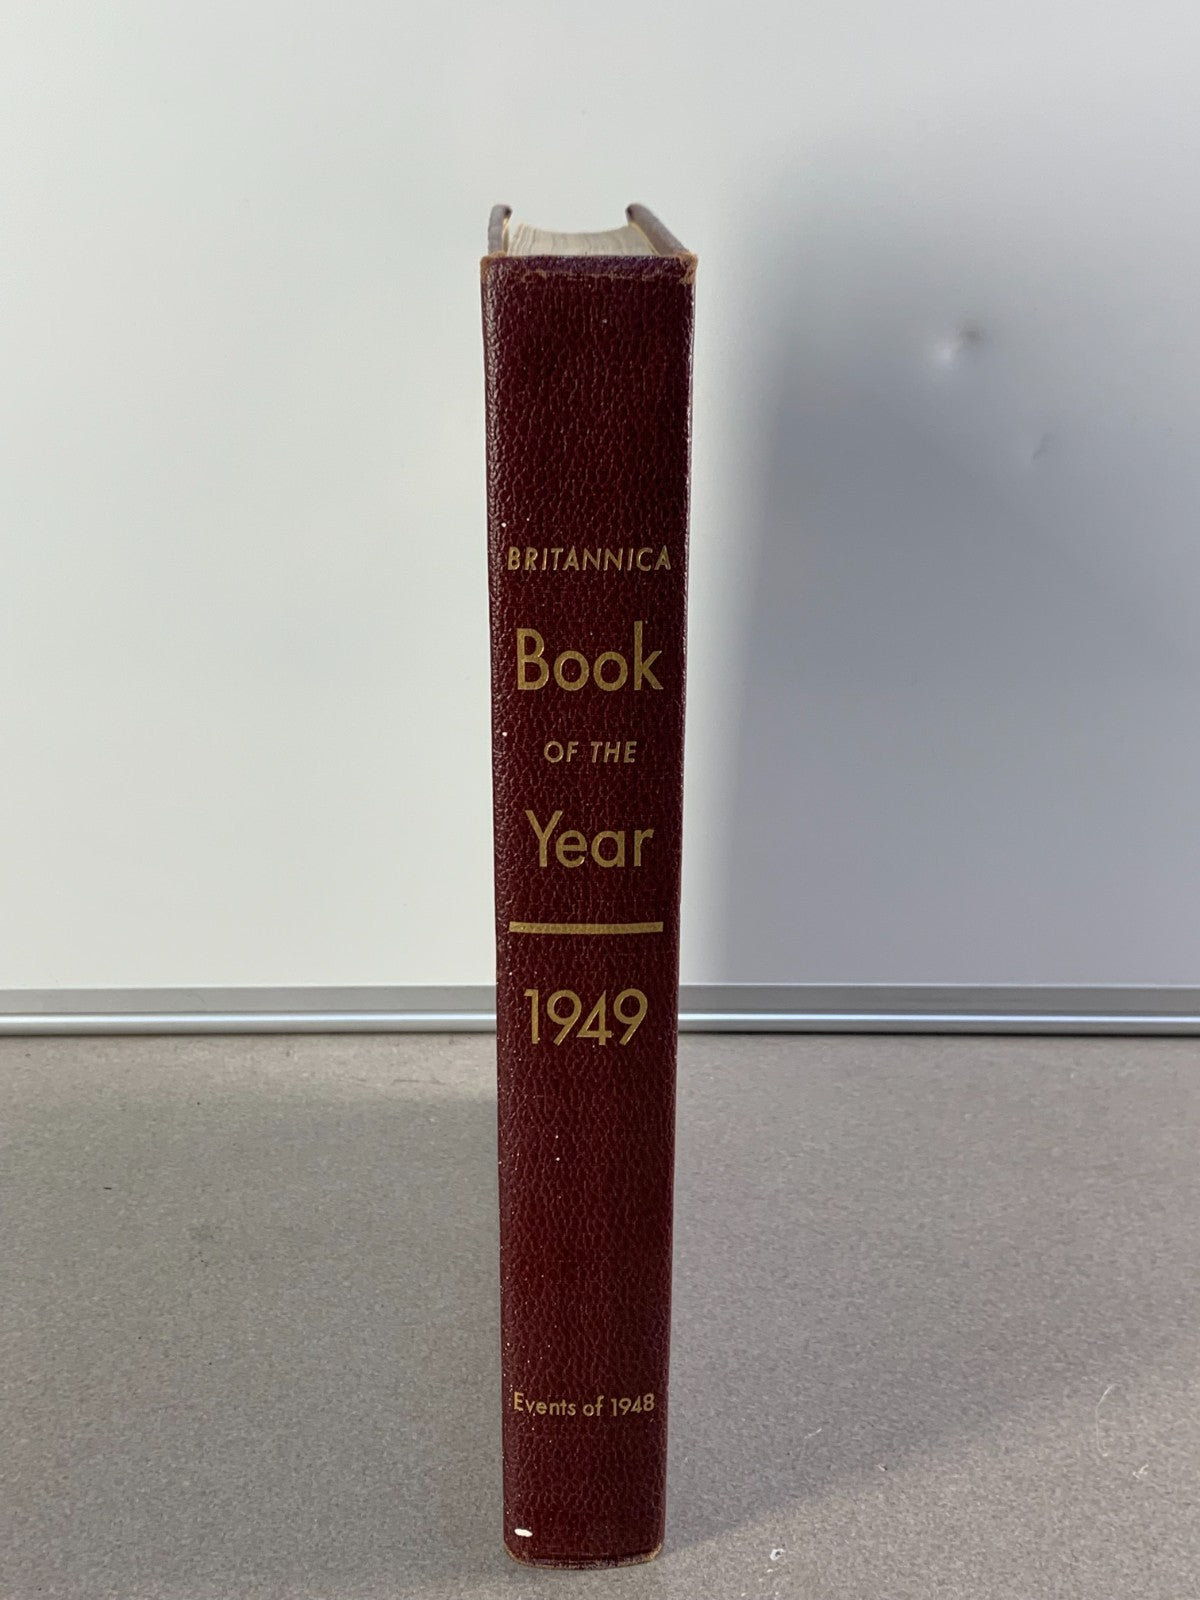 BRITANNICA
Book
OF THE
Year
1949
Events of 1948